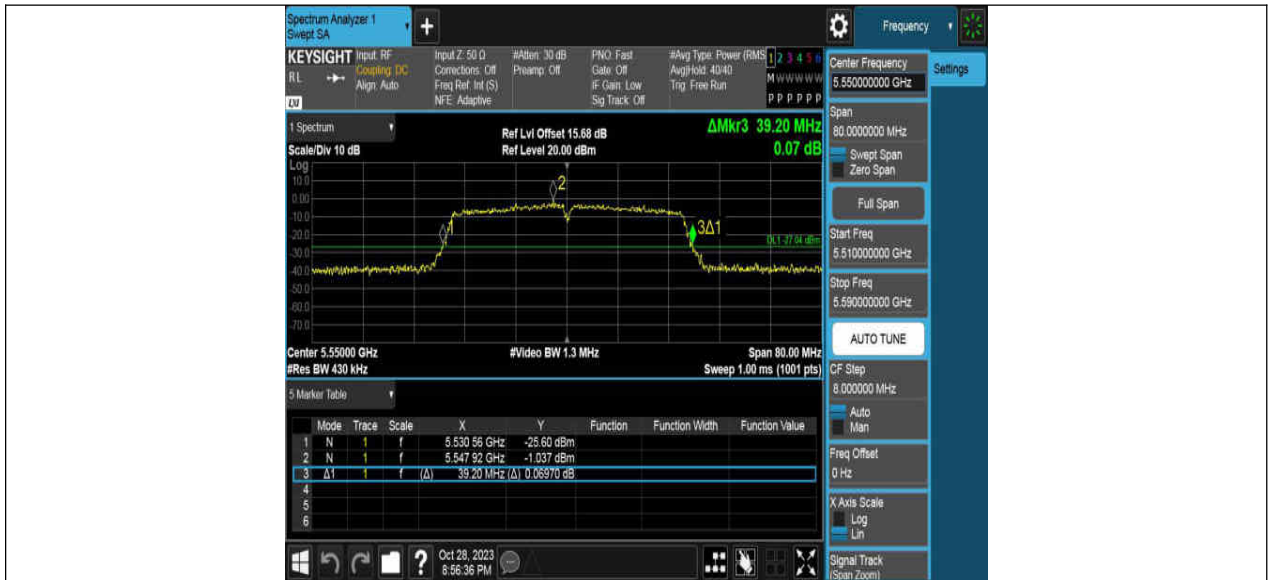 Spectrum Analyzer 1
Swept SA
+
Frequency
KEYSIGHT
RL
LXI
Input: RF
Coupling: DC
Align: Auto
Input Z: 50 Ω
Corrections: Off
Freq Ref: Int (S)
NFE: Adaptive
#Atten: 30 dB
Preamp: Off
PNO: Fast
Gate: Off
IF Gain: Low
Sig Track: Off
#Avg Type: Power (RMS
Avg|Hold: 40/40
Trig: Free Run
1 2 3 4 5 6
M W W W W W
P P P P P P
Center Frequency
5.550000000 GHz
Settings
Span
80.0000000 MHz
Swept Span
Zero Span
Full Span
Start Freq
5.510000000 GHz
Stop Freq
5.590000000 GHz
AUTO TUNE
CF Step
8.000000 MHz
Auto
Man
Freq Offset
0 Hz
X Axis Scale
Log
Lin
Signal Track
(Span Zoom)
1 Spectrum
Scale/Div 10 dB
Ref Lvl Offset 15.68 dB
Ref Level 20.00 dBm
ΔMkr3 39.20 MHz
0.07 dB
Log
10.0
0.00
-10.0
-20.0
-30.0
-40.0
-50.0
-60.0
-70.0
2
1
3Δ1
DL1 -27.04 dBm
Center 5.55000 GHz
#Video BW 1.3 MHz
Span 80.00 MHz
#Res BW 430 kHz
Sweep 1.00 ms (1001 pts)
5 Marker Table
Mode Trace Scale X Y Function Function Width Function Value
1 N 1 f 5.530 56 GHz -25.60 dBm
2 N 1 f 5.547 92 GHz -1.037 dBm
3 Δ1 1 f (Δ) 39.20 MHz (Δ) 0.06970 dB
4
5
6
?
Oct 28, 2023
8:56:36 PM